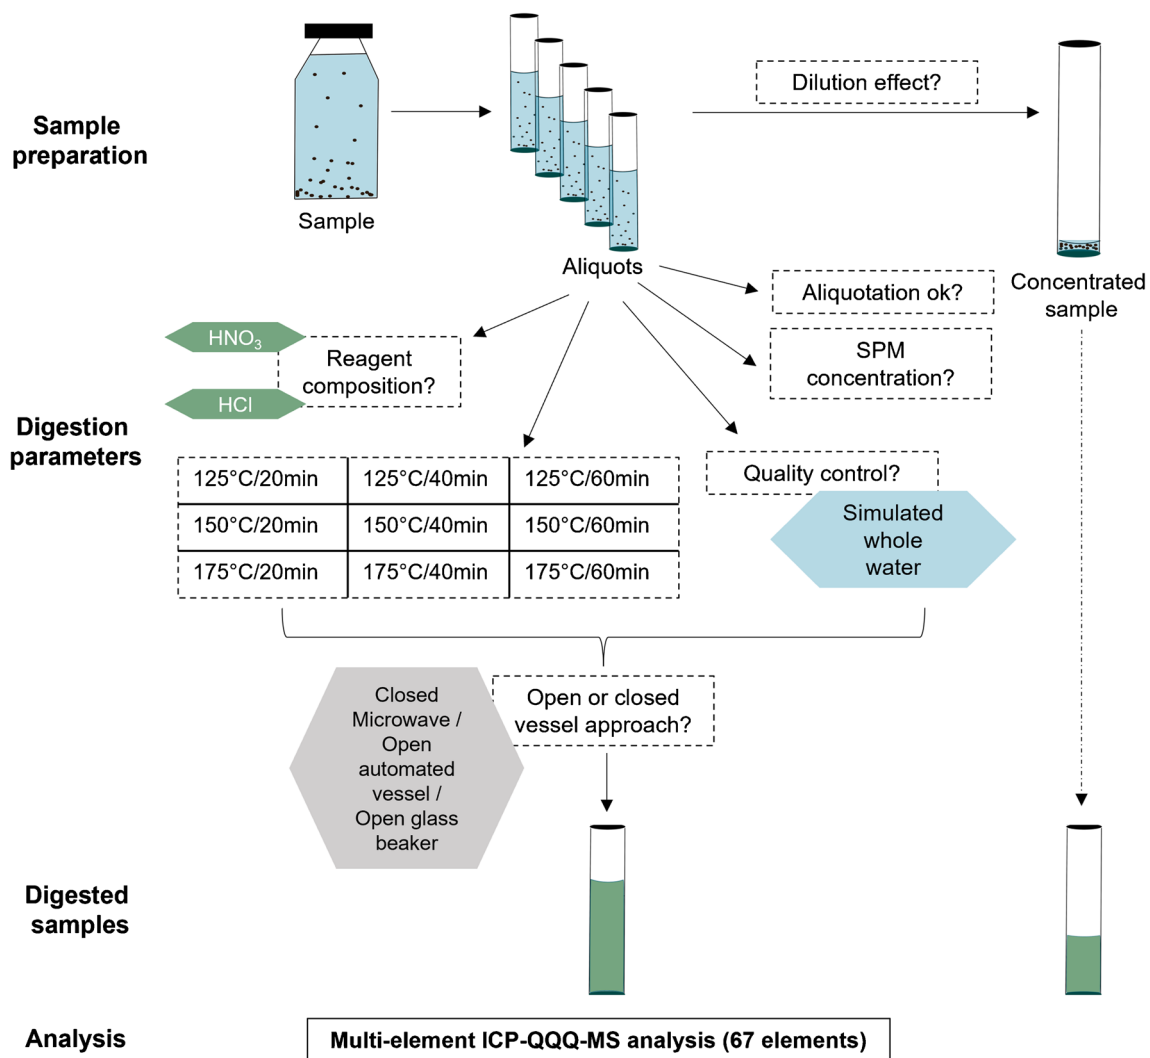 Sample
preparation
Sample
Dilution effect?
Aliquots
Concentrated
sample
Aliquotation ok?
SPM
concentration?
HNO₃
Reagent
composition?
HCl
Digestion
parameters
125°C/20min 125°C/40min 125°C/60min
150°C/20min 150°C/40min 150°C/60min
175°C/20min 175°C/40min 175°C/60min
Quality control?
Simulated
whole
water
Closed
Microwave /
Open
automated
vessel /
Open glass
beaker
Open or closed
vessel approach?
Digested
samples
Analysis
Multi-element ICP-QQQ-MS analysis (67 elements)